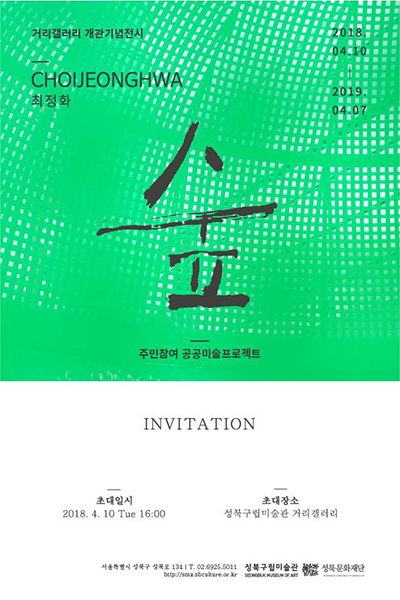 거리갤러리 개관기념전시
CHOIJEONGHWA
최정화
2018.
04.10
2019.
04.07
숲
주민참여 공공미술프로젝트
INVITATION
초대일시
2018. 4. 10 Tue 16:00
초대장소
성북구립미술관 거리갤러리
서울특별시 성북구 성북로 134 | T. 02.6925.5011
http://sma.sbculture.or.kr
성북구립미술관
SEONGBUK MUSEUM OF ART
성북문화재단